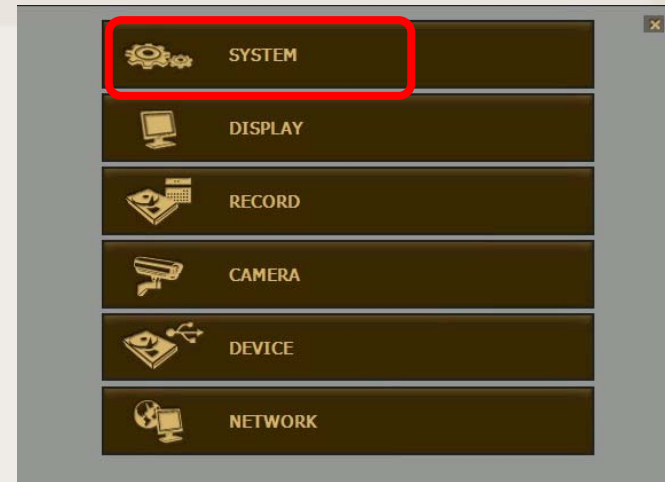 SYSTEM
DISPLAY
RECORD
CAMERA
DEVICE
NETWORK